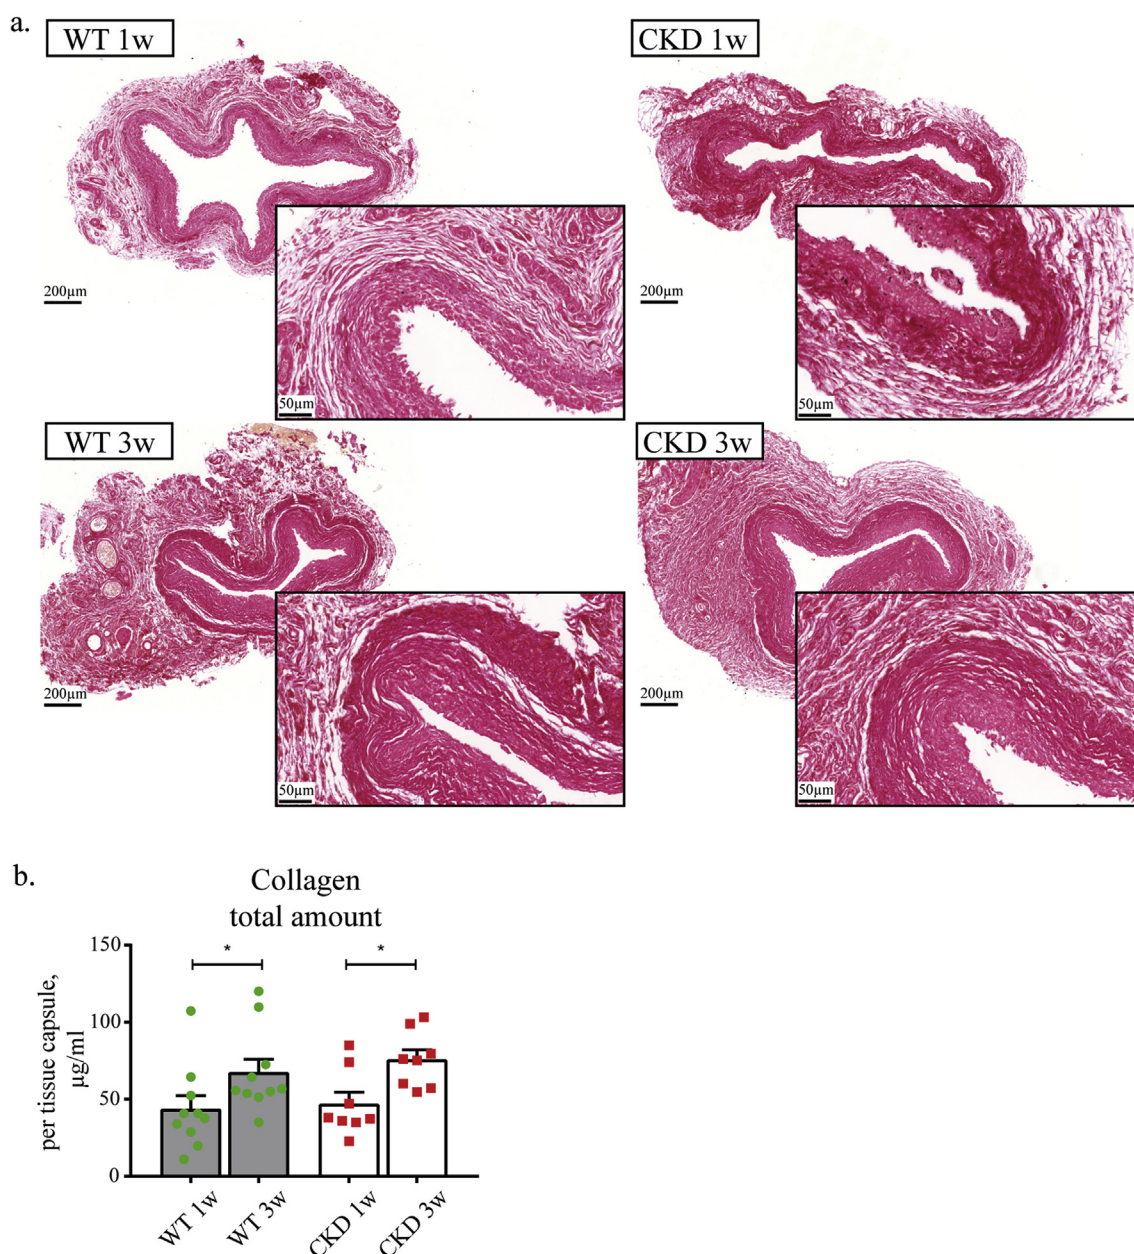 a.
WT 1w
CKD 1w
200µm
50µm
200µm
50µm
WT 3w
CKD 3w
200µm
50µm
200µm
50µm
b.
Collagen
total amount
per tissue capsule,
µg/ml
150
100
50
0
*
*
WT 1w
WT 3w
CKD 1w
CKD 3w